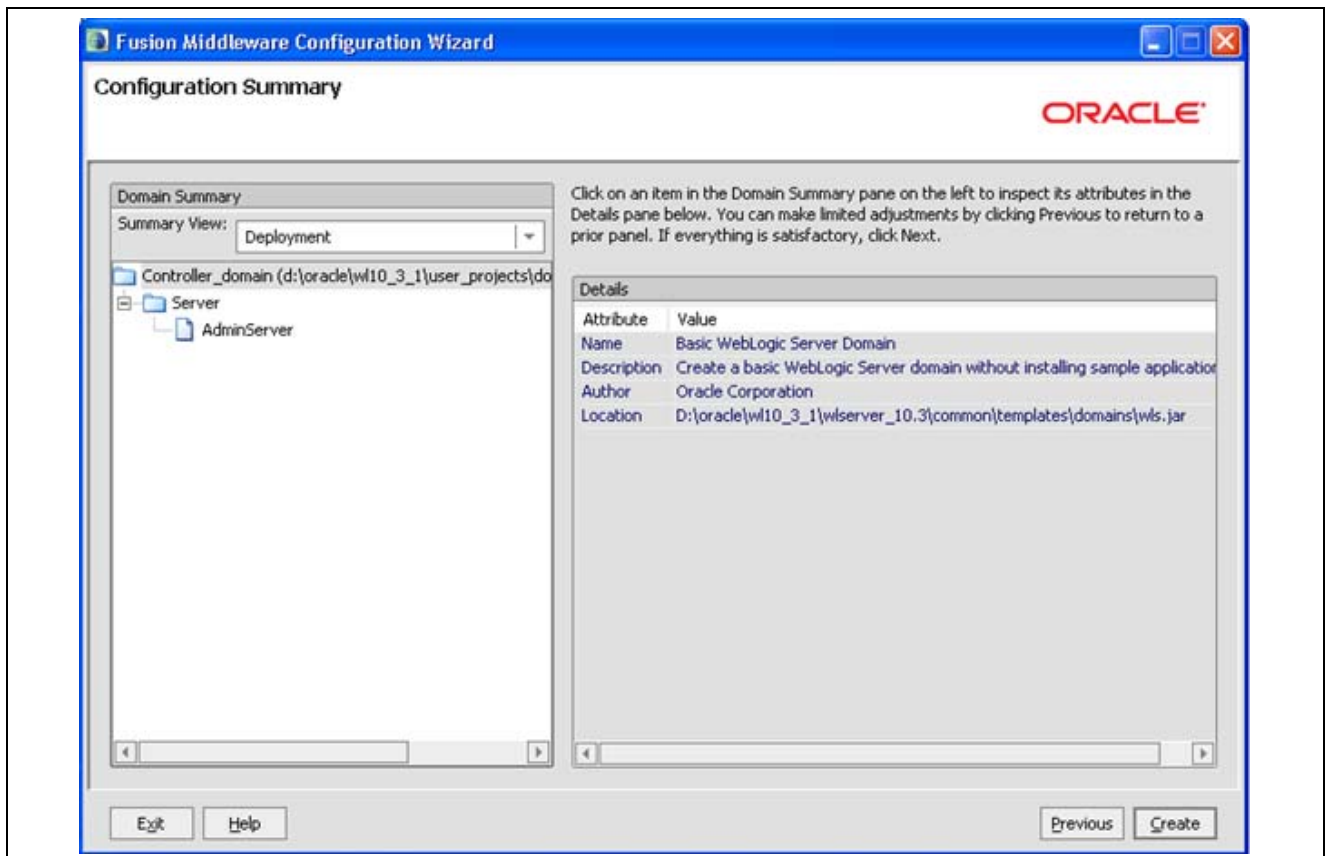 Fusion Middleware Configuration Wizard
Configuration Summary
ORACLE
Domain Summary
Summary View:
Deployment
Controller_domain (d:\oracle\wl10_3_1\user_projects\do
Server
AdminServer
Click on an item in the Domain Summary pane on the left to inspect its attributes in the
Details pane below. You can make limited adjustments by clicking Previous to return to a
prior panel. If everything is satisfactory, click Next.
Details
Attribute Value
Name Basic WebLogic Server Domain
Description Create a basic WebLogic Server domain without installing sample application
Author Oracle Corporation
Location D:\oracle\wl10_3_1\wlserver_10.3\common\templates\domains\wls.jar
Exit
Help
Previous
Create